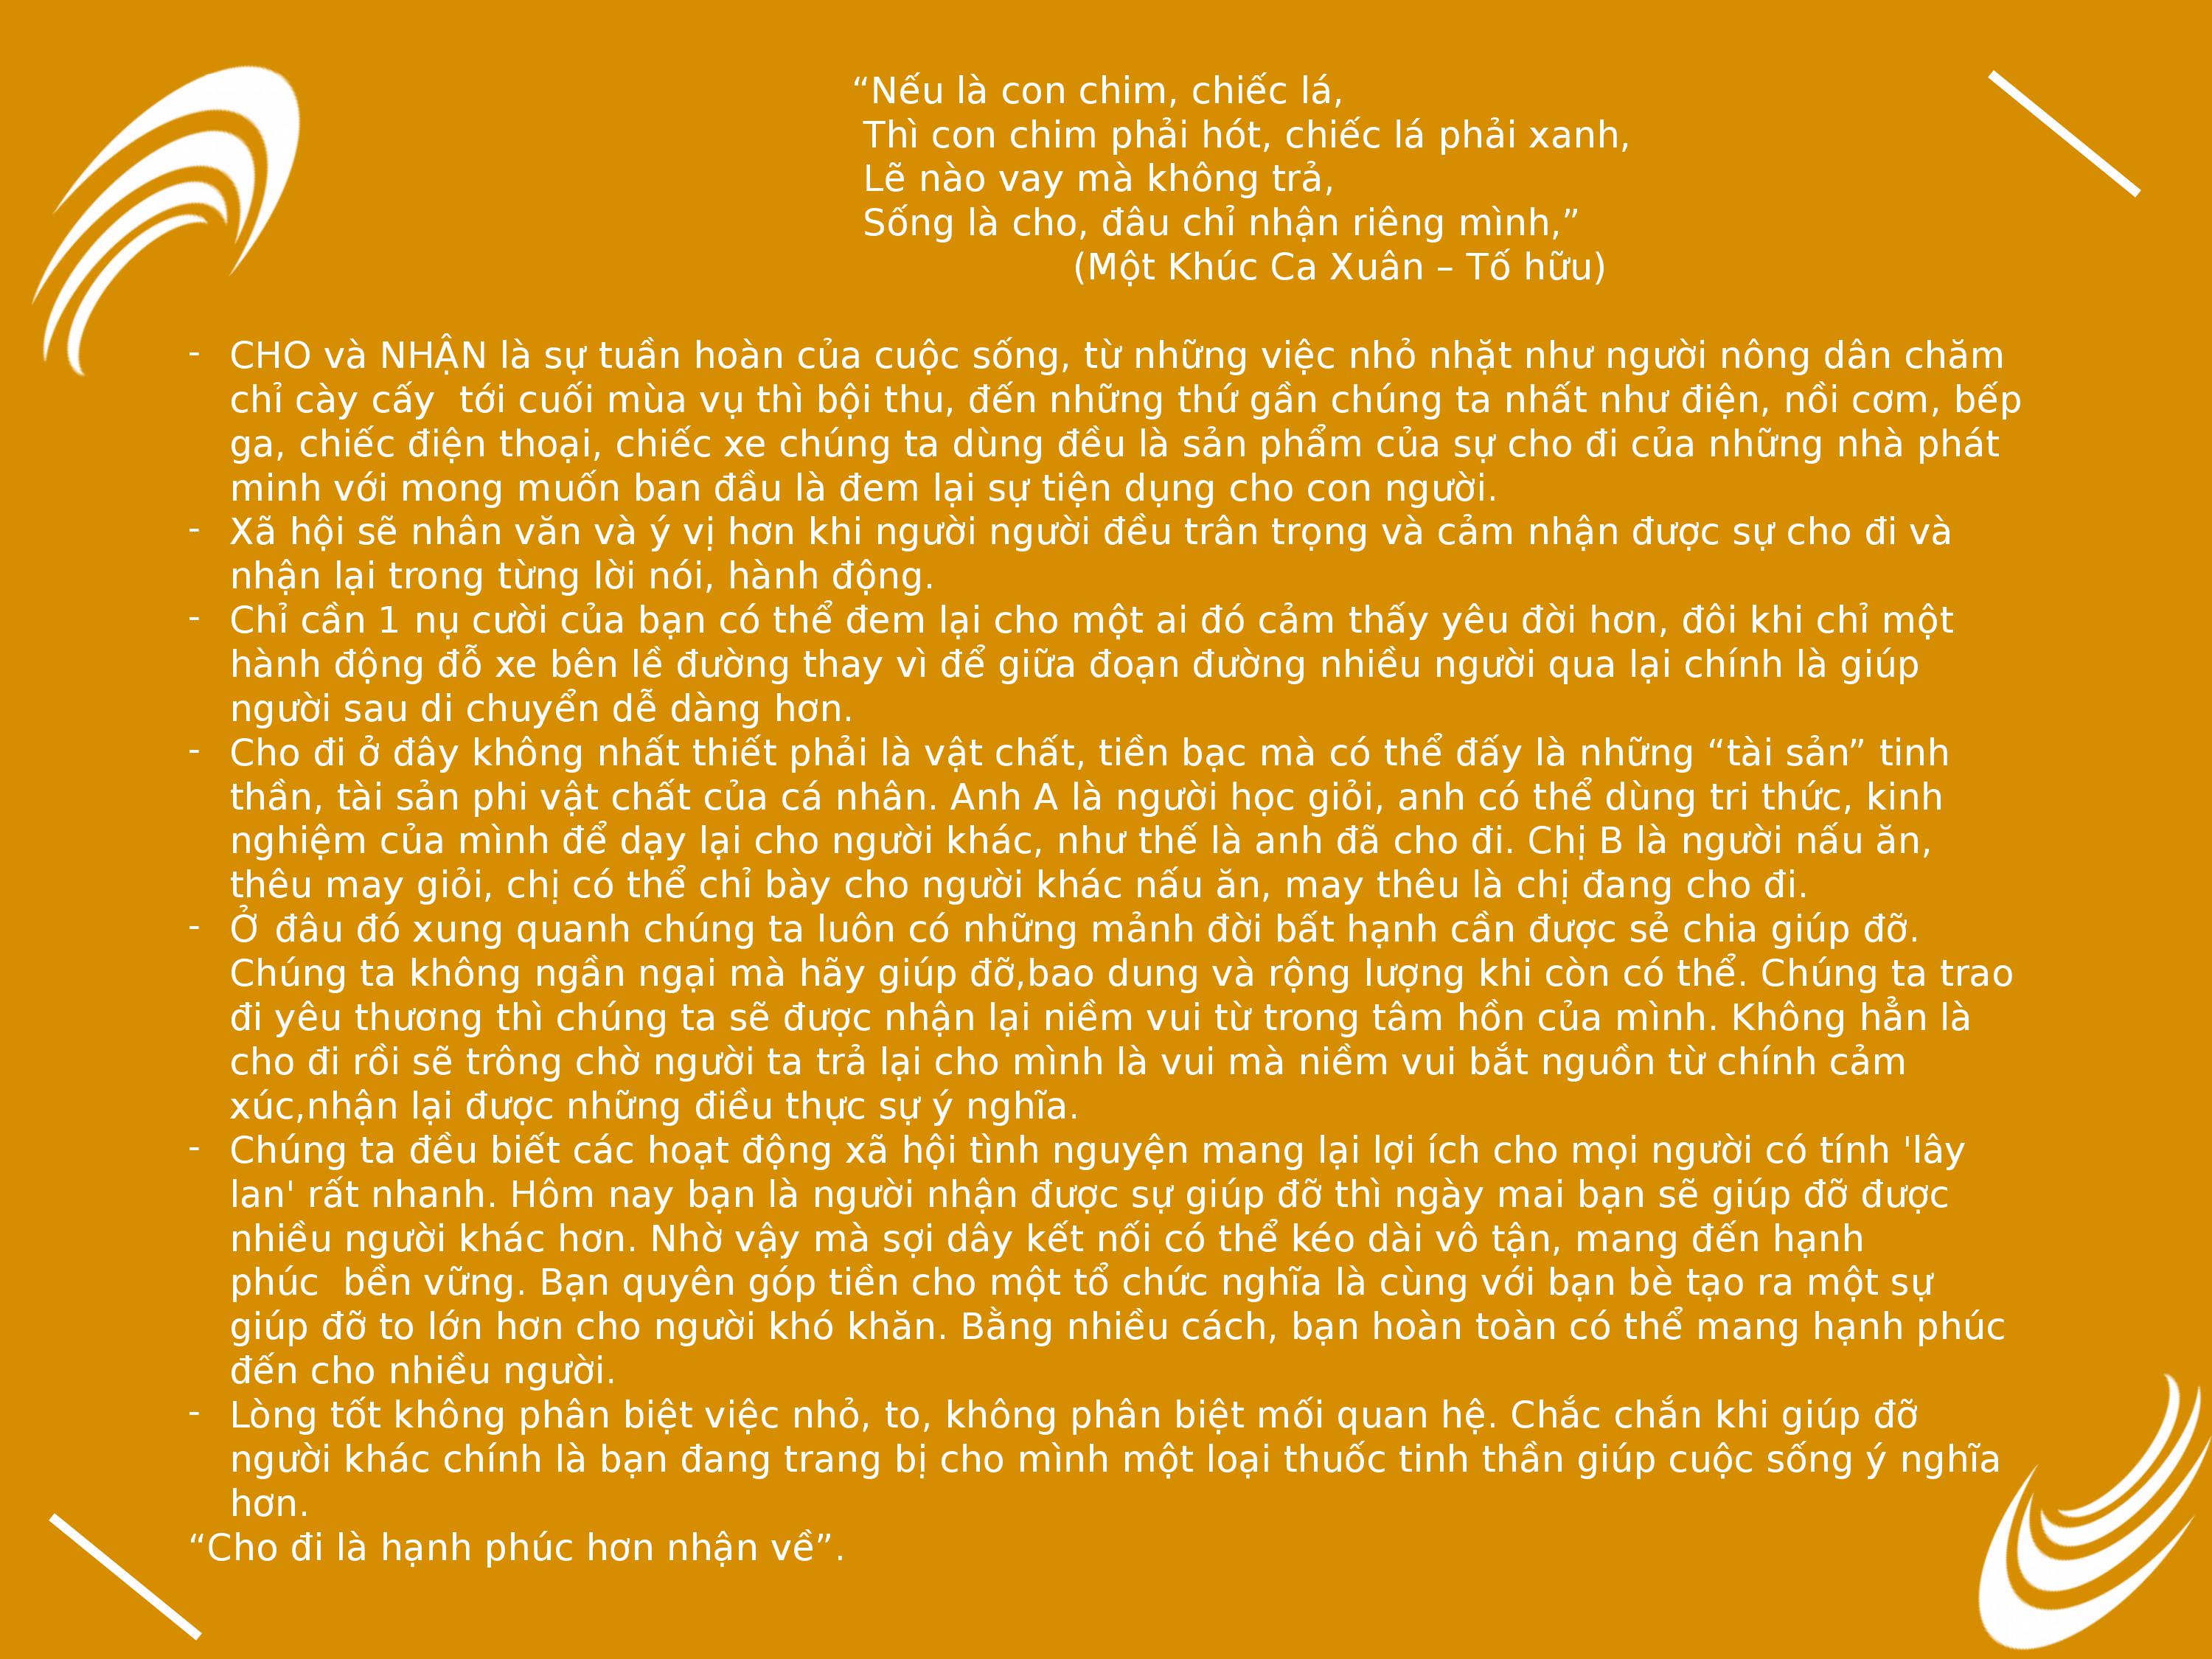 “Nếu là con chim, chiếc lá,
Thì con chim phải hót, chiếc lá phải xanh,
Lẽ nào vay mà không trả,
Sống là cho, đâu chỉ nhận riêng mình,”
(Một Khúc Ca Xuân – Tố hữu)
- CHO và NHẬN là sự tuần hoàn của cuộc sống, từ những việc nhỏ nhặt như người nông dân chăm
chỉ cày cấy  tới cuối mùa vụ thì bội thu, đến những thứ gần chúng ta nhất như điện, nồi cơm, bếp
ga, chiếc điện thoại, chiếc xe chúng ta dùng đều là sản phẩm của sự cho đi của những nhà phát
minh với mong muốn ban đầu là đem lại sự tiện dụng cho con người.
- Xã hội sẽ nhân văn và ý vị hơn khi người người đều trân trọng và cảm nhận được sự cho đi và
nhận lại trong từng lời nói, hành động.
- Chỉ cần 1 nụ cười của bạn có thể đem lại cho một ai đó cảm thấy yêu đời hơn, đôi khi chỉ một
hành động đỗ xe bên lề đường thay vì để giữa đoạn đường nhiều người qua lại chính là giúp
người sau di chuyển dễ dàng hơn.
- Cho đi ở đây không nhất thiết phải là vật chất, tiền bạc mà có thể đấy là những “tài sản” tinh
thần, tài sản phi vật chất của cá nhân. Anh A là người học giỏi, anh có thể dùng tri thức, kinh
nghiệm của mình để dạy lại cho người khác, như thế là anh đã cho đi. Chị B là người nấu ăn,
thêu may giỏi, chị có thể chỉ bày cho người khác nấu ăn, may thêu là chị đang cho đi.
- Ở đâu đó xung quanh chúng ta luôn có những mảnh đời bất hạnh cần được sẻ chia giúp đỡ.
Chúng ta không ngần ngại mà hãy giúp đỡ,bao dung và rộng lượng khi còn có thể. Chúng ta trao
đi yêu thương thì chúng ta sẽ được nhận lại niềm vui từ trong tâm hồn của mình. Không hẳn là
cho đi rồi sẽ trông chờ người ta trả lại cho mình là vui mà niềm vui bắt nguồn từ chính cảm
xúc,nhận lại được những điều thực sự ý nghĩa.
- Chúng ta đều biết các hoạt động xã hội tình nguyện mang lại lợi ích cho mọi người có tính 'lây
lan' rất nhanh. Hôm nay bạn là người nhận được sự giúp đỡ thì ngày mai bạn sẽ giúp đỡ được
nhiều người khác hơn. Nhờ vậy mà sợi dây kết nối có thể kéo dài vô tận, mang đến hạnh
phúc  bền vững. Bạn quyên góp tiền cho một tổ chức nghĩa là cùng với bạn bè tạo ra một sự
giúp đỡ to lớn hơn cho người khó khăn. Bằng nhiều cách, bạn hoàn toàn có thể mang hạnh phúc
đến cho nhiều người.
- Lòng tốt không phân biệt việc nhỏ, to, không phân biệt mối quan hệ. Chắc chắn khi giúp đỡ
người khác chính là bạn đang trang bị cho mình một loại thuốc tinh thần giúp cuộc sống ý nghĩa
hơn.
“Cho đi là hạnh phúc hơn nhận về”.